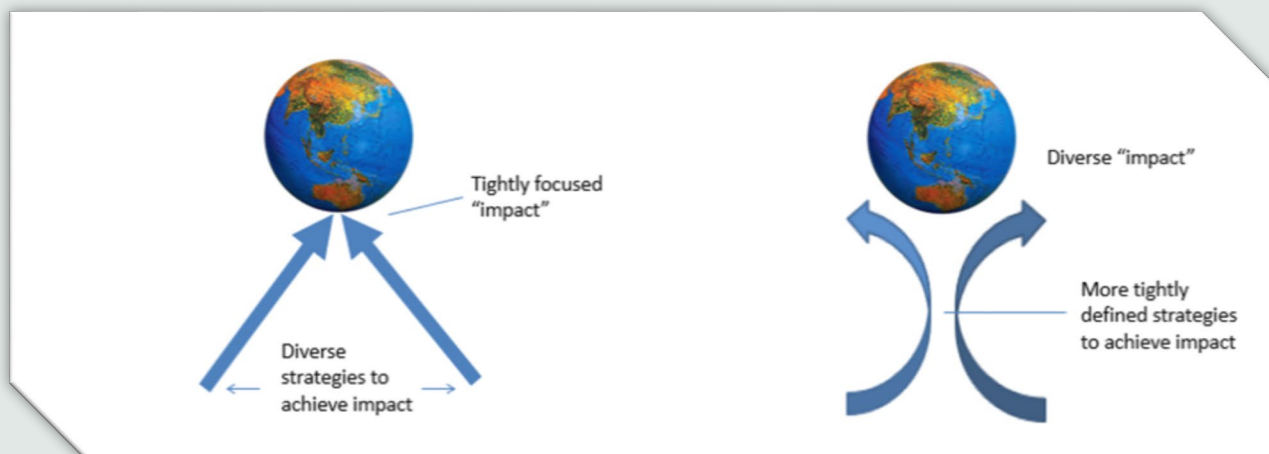 Tightly focused
“impact”
Diverse
strategies to
achieve impact
Diverse “impact”
More tightly
defined strategies
to achieve impact